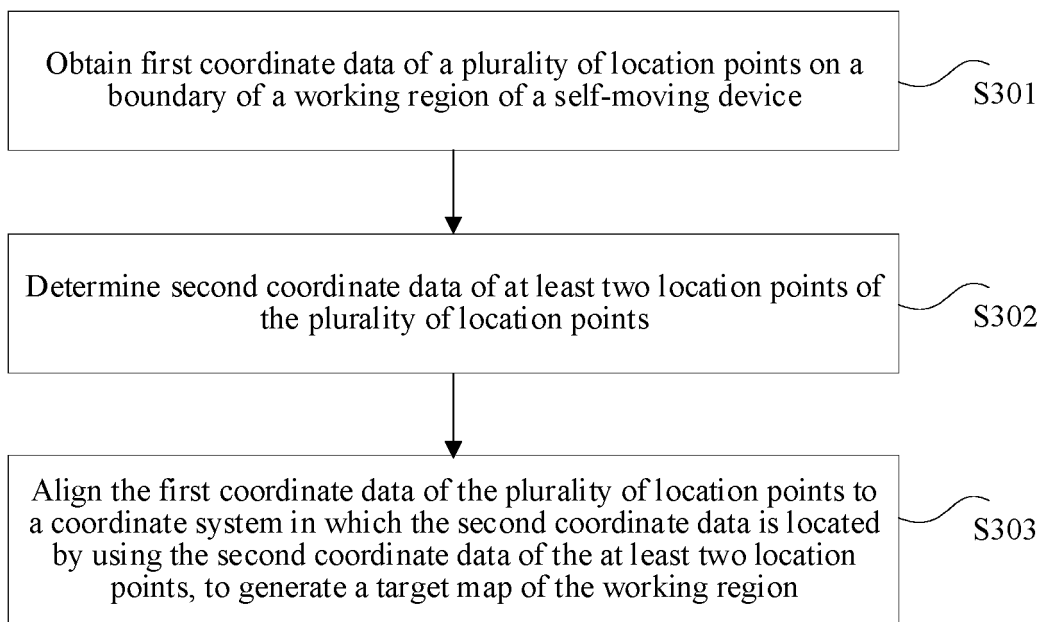 Obtain first coordinate data of a plurality of location points on a
boundary of a working region of a self-moving device
S301
Determine second coordinate data of at least two location points of
the plurality of location points
S302
Align the first coordinate data of the plurality of location points to
a coordinate system in which the second coordinate data is located
by using the second coordinate data of the at least two location
points, to generate a target map of the working region
S303